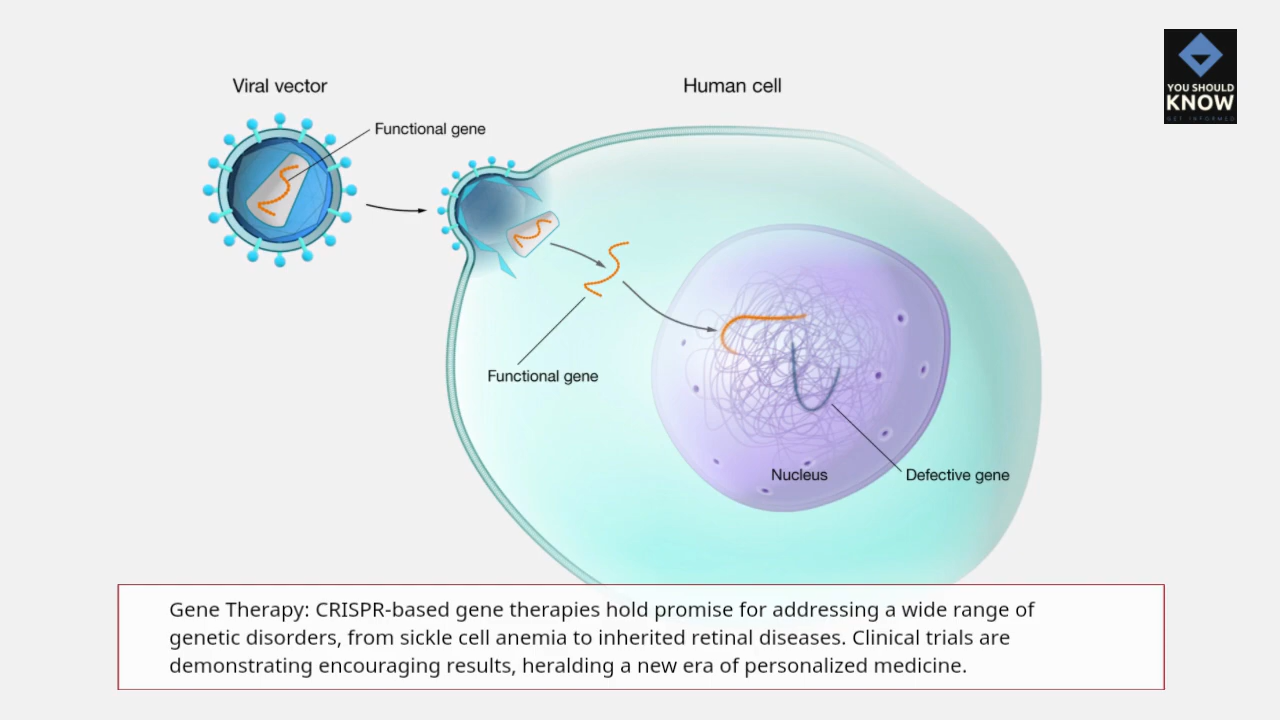 Viral vector
Human cell
YOU SHOULD
KNOW
GET INFORMED
Functional gene
Functional gene
Nucleus
Defective gene
Gene Therapy: CRISPR-based gene therapies hold promise for addressing a wide range of
genetic disorders, from sickle cell anemia to inherited retinal diseases. Clinical trials are
demonstrating encouraging results, heralding a new era of personalized medicine.